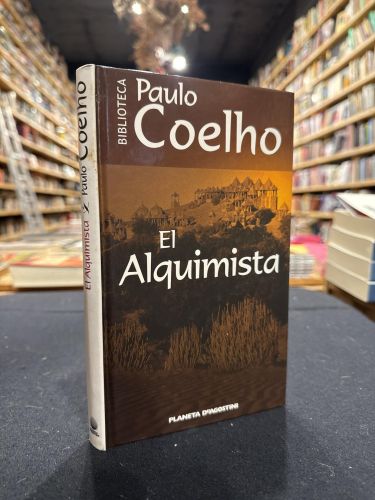 BIBLIOTECA
Paulo
Coelho
El
Alquimista
PLANETA DeAGOSTINI
El Alquimista
Paulo Coelho